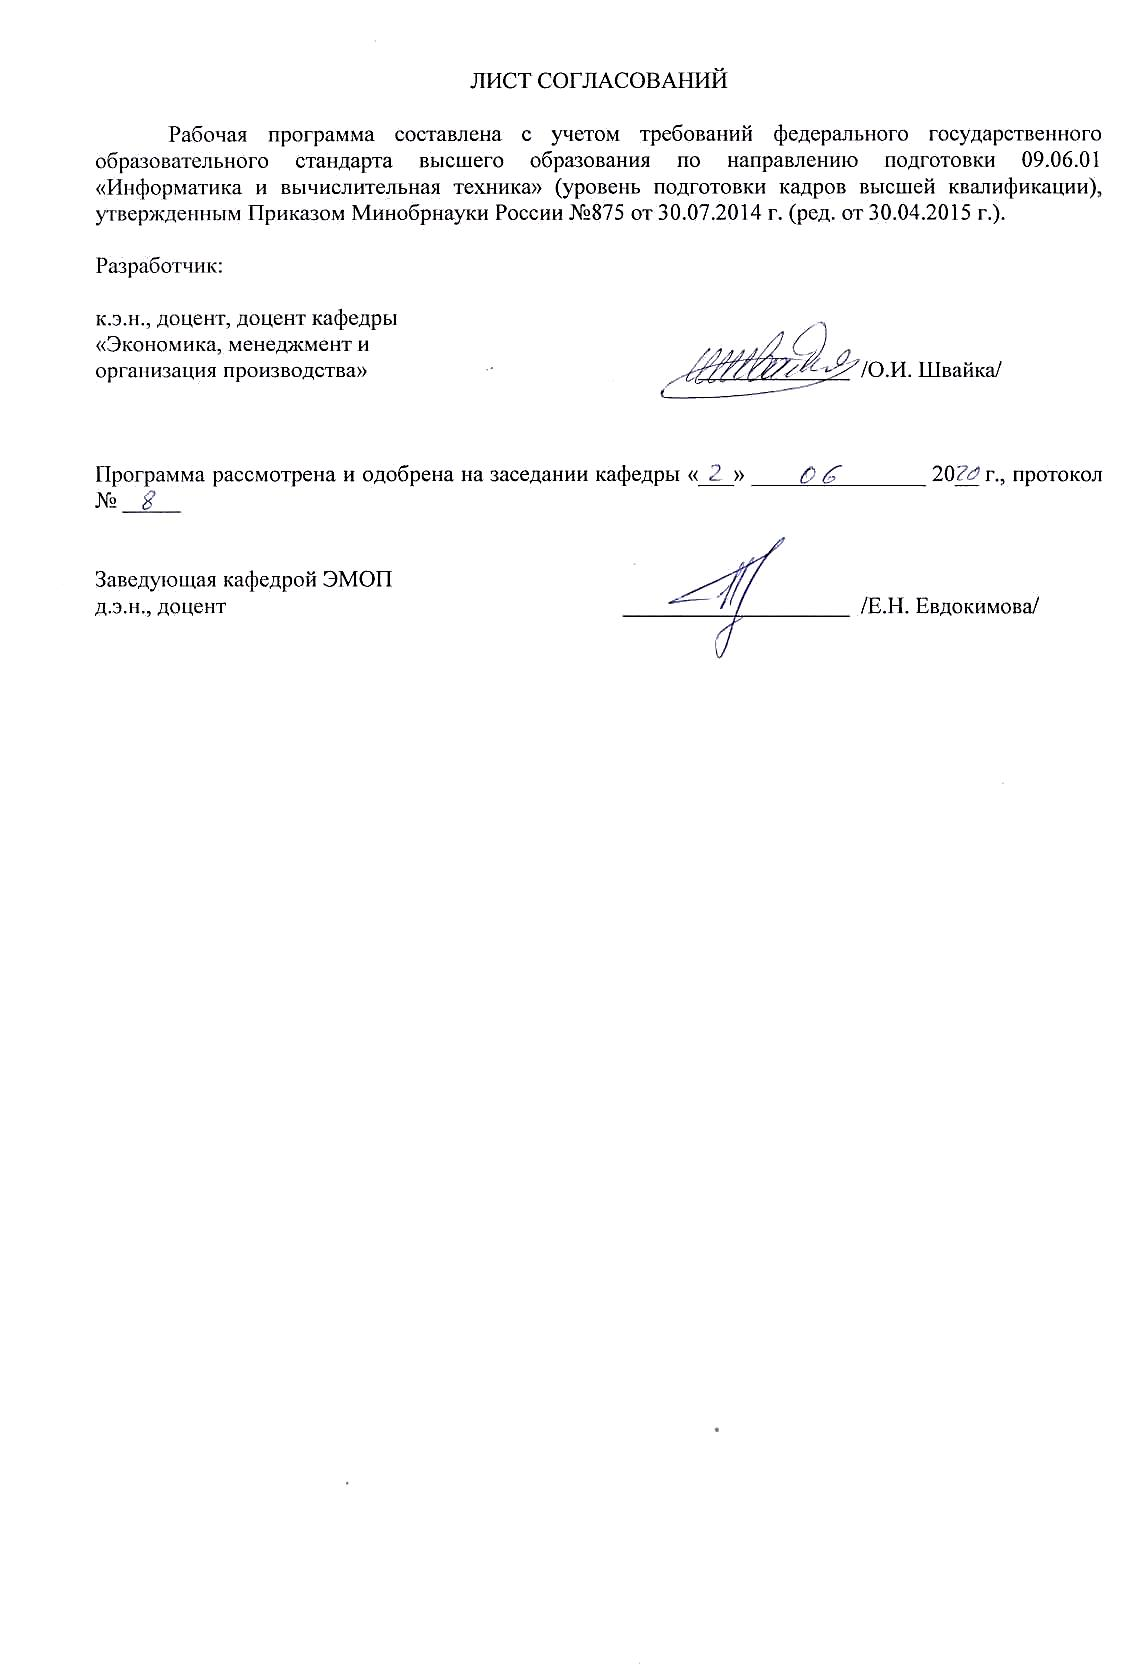 ЛИСТ СОГЛАСОВАНИЙ
Рабочая программа составлена с учетом требований федерального государственного
образовательного стандарта высшего образования по направлению подготовки 09.06.01
«Информатика и вычислительная техника» (уровень подготовки кадров высшей квалификации),
утвержденным Приказом Минобрнауки России №875 от 30.07.2014 г. (ред. от 30.04.2015 г.).
Разработчик:
к.э.н., доцент, доцент кафедры
«Экономика, менеджмент и
организация производства» /О.И. Швайка/
Программа рассмотрена и одобрена на заседании кафедры «2» 06 2020 г., протокол
№ 8
Заведующая кафедрой ЭМОП
д.э.н., доцент /Е.Н. Евдокимова/